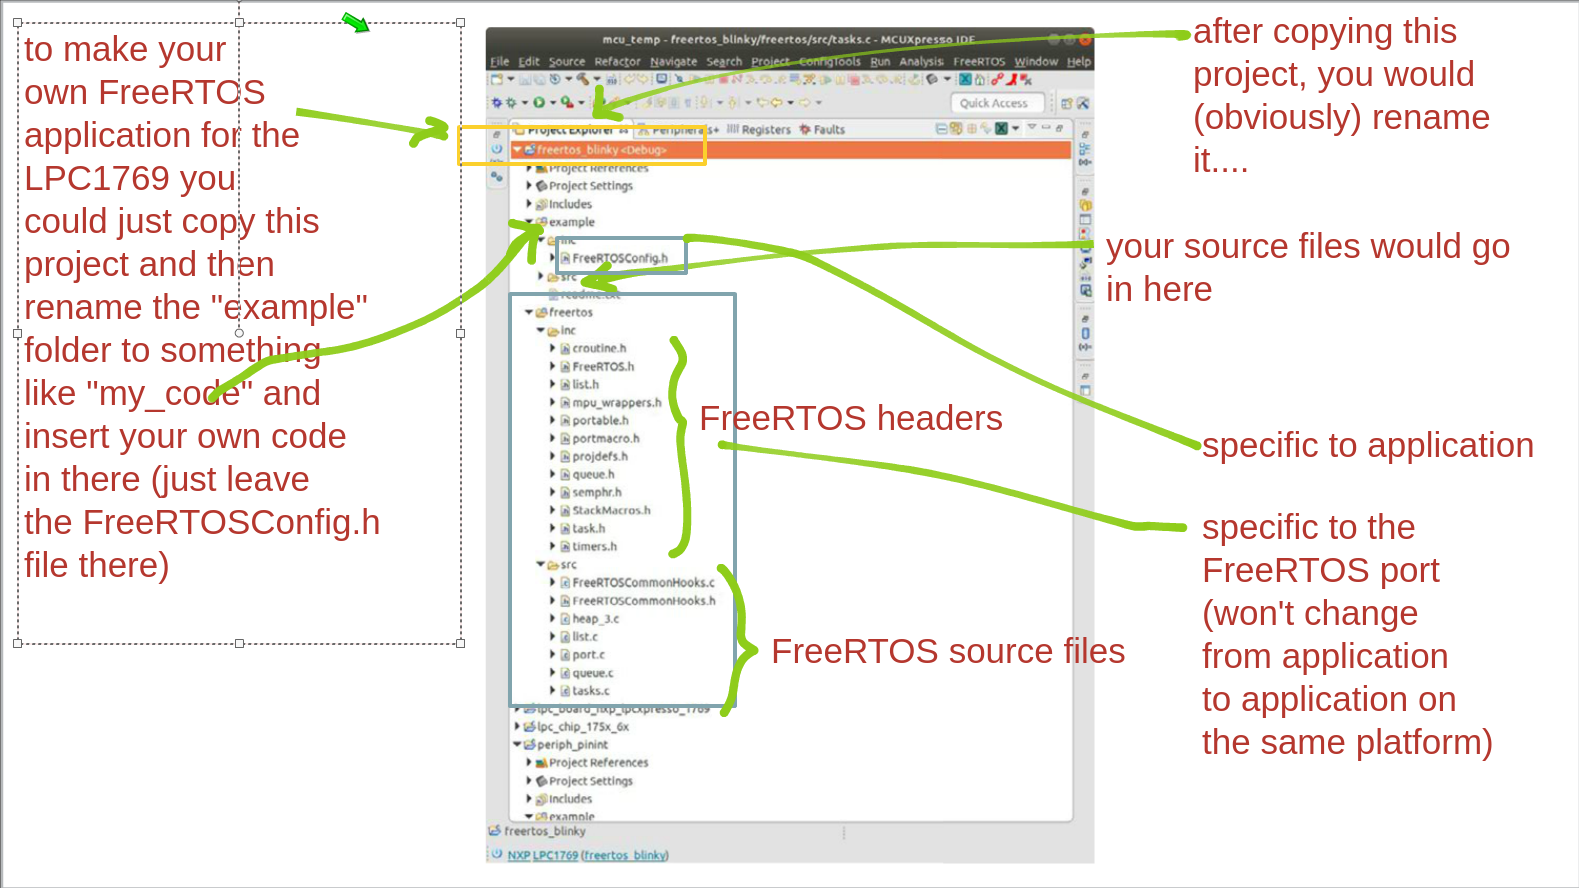 to make your
own FreeRTOS
application for the
LPC1769 you
could just copy this
project and then
rename the "example"
folder to something
like "my_code" and
insert your own code
in there (just leave
the FreeRTOSConfig.h
file there)
mcu_temp - freertos_blinky/freertos/src/tasks.c - MCUXpresso IDE
File Edit Source Refactor Navigate Search Project ConfigTools Run Analysis FreeRTOS Window Help
Quick Access
Project Explorer Peripherals+ Registers Faults
freertos_blinky <Debug>
Project References
Project Settings
Includes
example
inc
FreeRTOSConfig.h
src
readme.txt
freertos
inc
croutine.h
FreeRTOS.h
list.h
mpu_wrappers.h
portable.h
portmacro.h
projdefs.h
queue.h
semphr.h
StackMacros.h
task.h
timers.h
src
FreeRTOSCommonHooks.c
FreeRTOSCommonHooks.h
heap_3.c
list.c
port.c
queue.c
tasks.c
lpc_board_nxp_lpcxpresso_1769
lpc_chip_175x_6x
periph_pinint
Project References
Project Settings
Includes
example
freertos_blinky
NXP LPC1769 (freertos_blinky)
FreeRTOS headers
FreeRTOS source files
after copying this
project, you would
(obviously) rename
it....
your source files would go
in here
specific to application
specific to the
FreeRTOS port
(won't change
from application
to application on
the same platform)